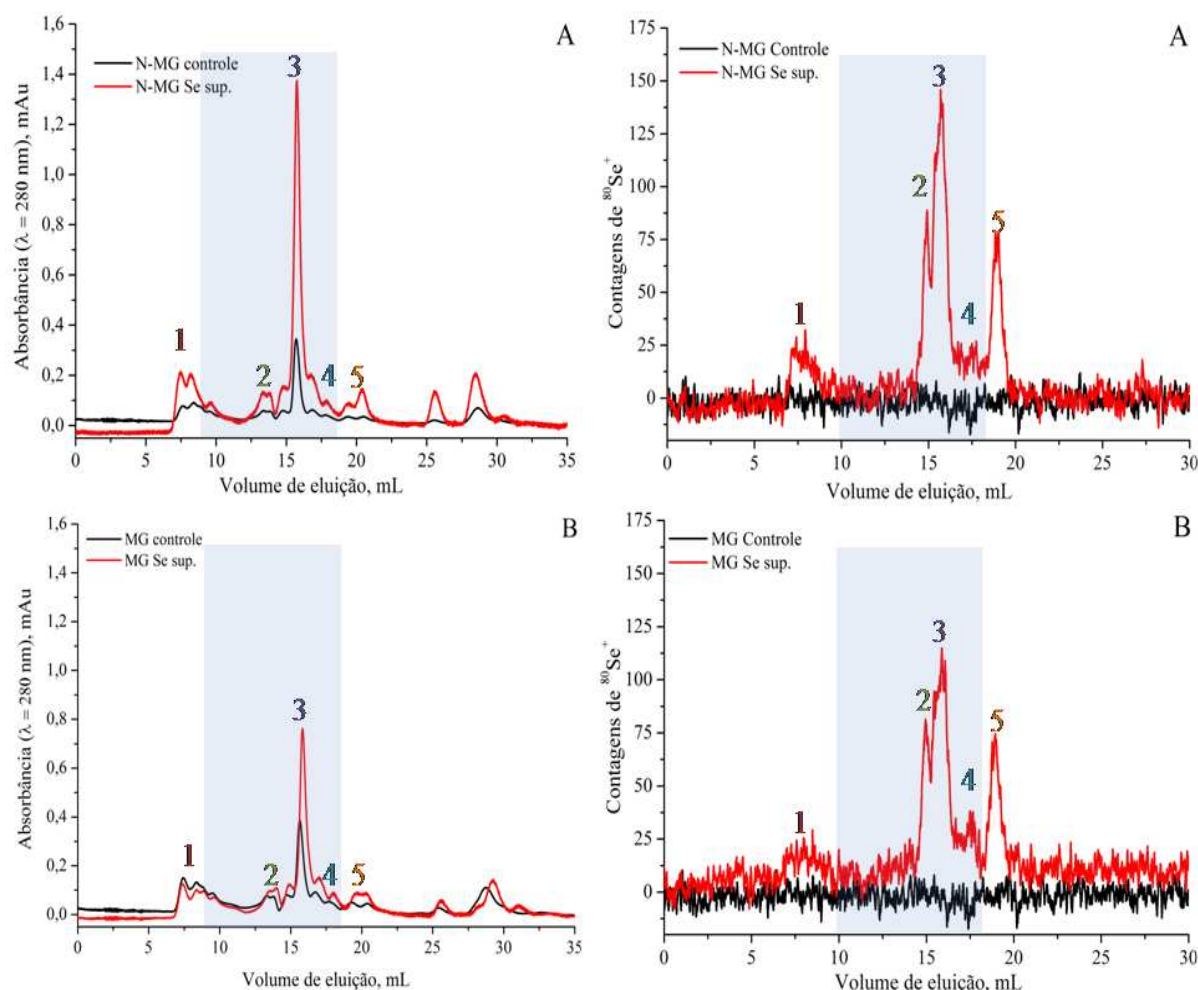 A
N-MG controle
N-MG Se sup.
Absorbância (λ = 280 nm), mAu
1,6
1,4
1,2
1,0
0,8
0,6
0,4
0,2
0,0
1
2
3
4
5
0 5 10 15 20 25 30 35
Volume de eluição, mL
A
N-MG Controle
N-MG Se sup.
Contagens de ⁸⁰Se⁺
175
150
125
100
75
50
25
0
1
2
3
4
5
0 5 10 15 20 25 30
Volume de eluição, mL
B
MG controle
MG Se sup.
Absorbância (λ = 280 nm), mAu
1,6
1,4
1,2
1,0
0,8
0,6
0,4
0,2
0,0
1
2
3
4
5
0 5 10 15 20 25 30 35
Volume de eluição, mL
B
MG Controle
MG Se sup.
Contagens de ⁸⁰Se⁺
175
150
125
100
75
50
25
0
1
2
3
4
5
0 5 10 15 20 25 30
Volume de eluição, mL